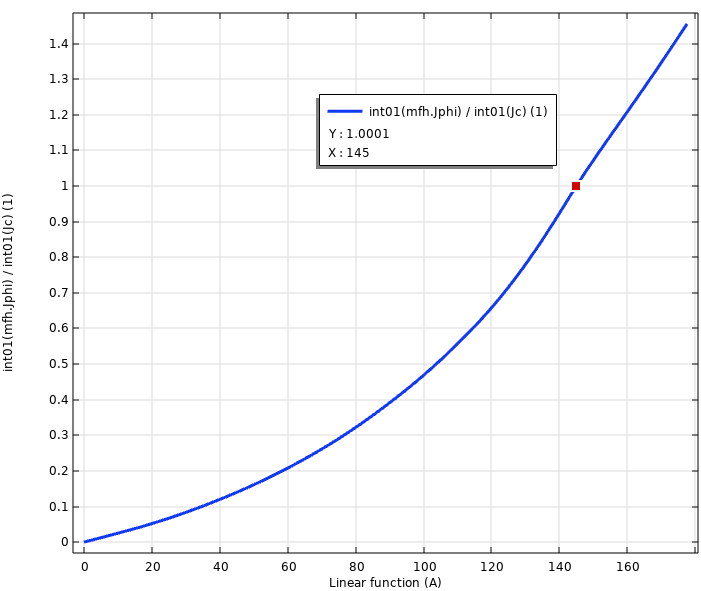 1.4
1.3
1.2
1.1
1
0.9
0.8
0.7
0.6
0.5
0.4
0.3
0.2
0.1
0
int01(mfh.Jphi) / int01(Jc) (1)
int01(mfh.Jphi) / int01(Jc) (1)
Y : 1.0001
X : 145
0 20 40 60 80 100 120 140 160
Linear function (A)